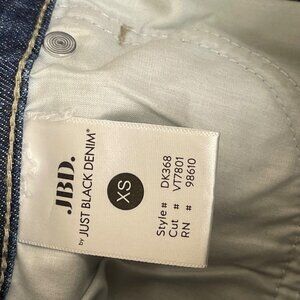 JBD.
by JUST BLACK DENIM®
XS
Style# DK368
Cut # VT7801
RN # 98610